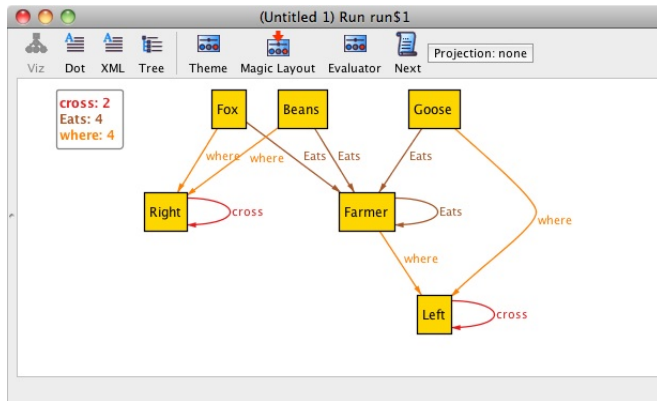 (Untitled 1) Run run$1
Viz Dot XML Tree Theme Magic Layout Evaluator Next Projection: none
cross: 2
Eats: 4
where: 4
Fox Beans Goose
where where Eats Eats Eats
Right cross Farmer Eats
where
where
Left cross